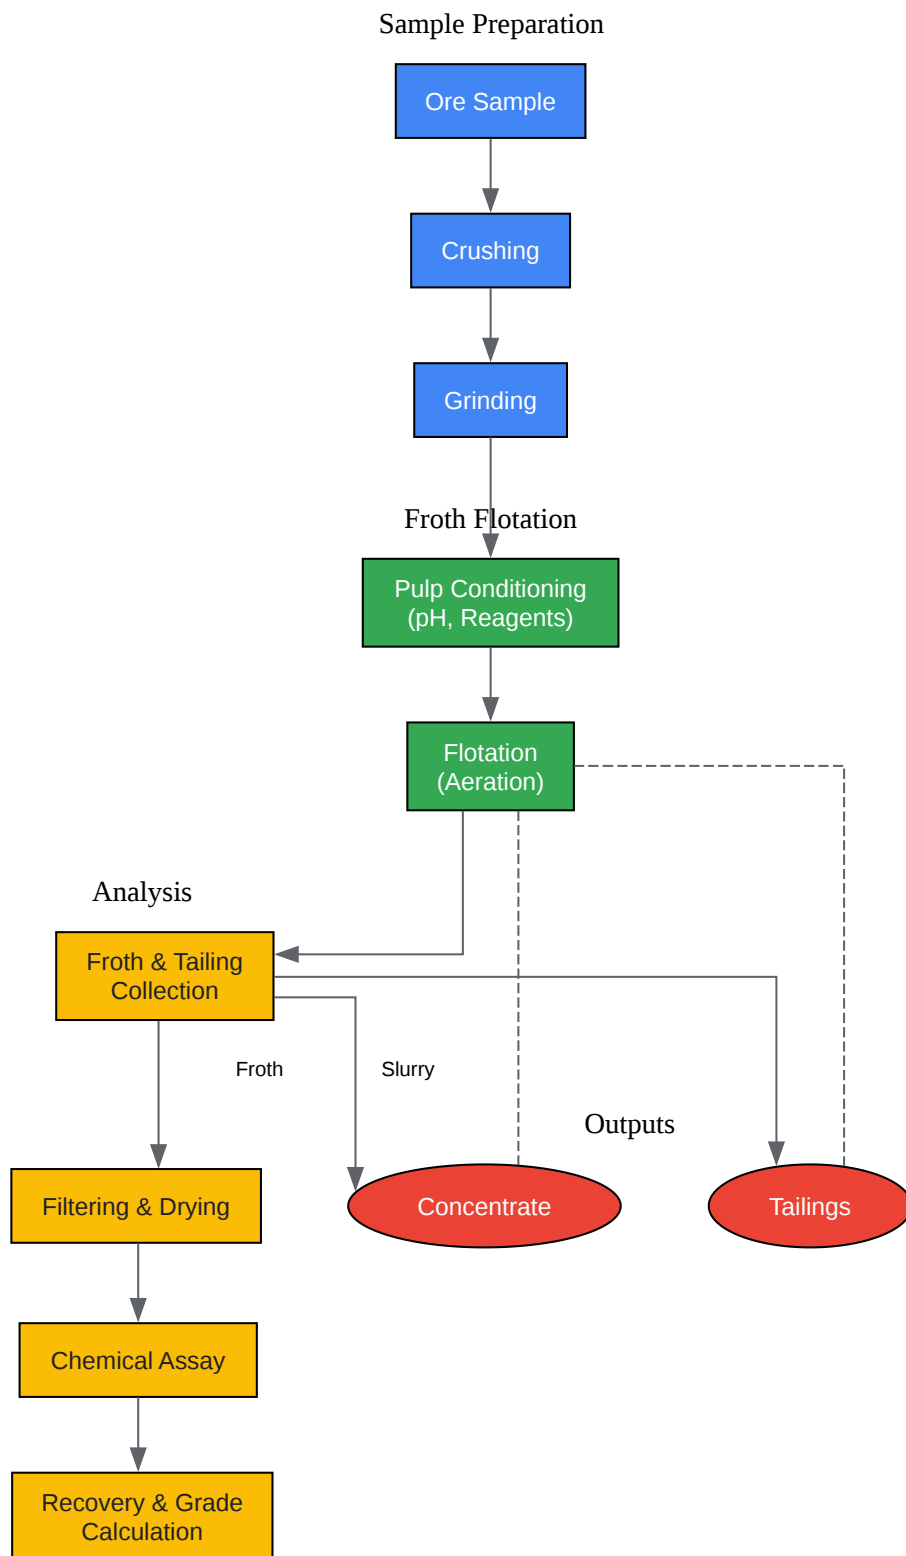 Sample Preparation
Ore Sample
Crushing
Grinding
Froth Flotation
Pulp Conditioning
(pH, Reagents)
Flotation
(Aeration)
Analysis
Froth & Tailing
Collection
Froth
Slurry
Outputs
Filtering & Drying
Concentrate
Tailings
Chemical Assay
Recovery & Grade
Calculation